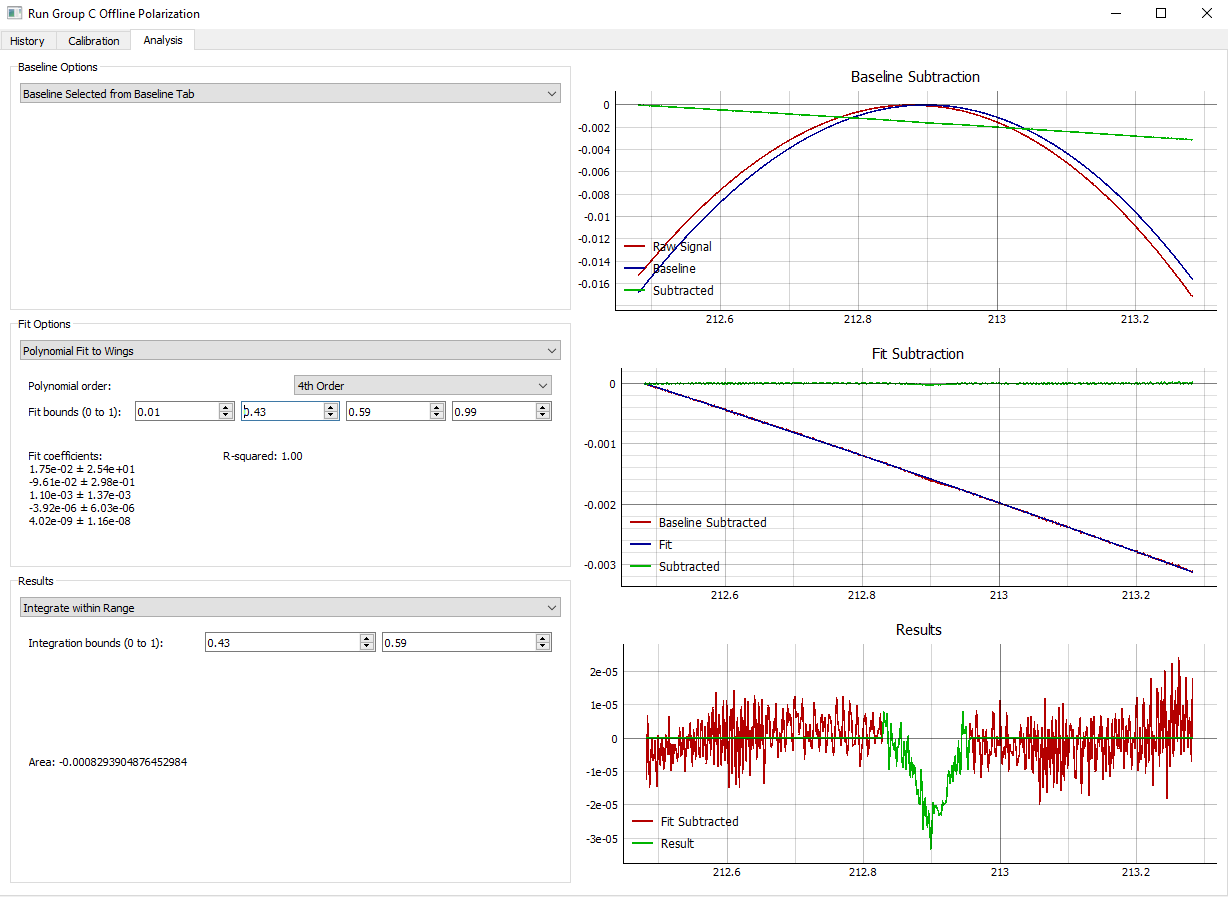 Run Group C Offline Polarization
History Calibration Analysis
Baseline Options
Baseline Selected from Baseline Tab
Baseline Subtraction
0
-0.002
-0.004
-0.006
-0.008
-0.01
-0.012
-0.014
-0.016
Raw Signal
Baseline
Subtracted
212.6 212.8 213 213.2
Fit Options
Polynomial Fit to Wings
Polynomial order: 4th Order
Fit bounds (0 to 1): 0.01 0.43 0.59 0.99
Fit coefficients: R-squared: 1.00
1.75e-02 ± 2.54e+01
-9.61e-02 ± 2.98e-01
1.10e-03 ± 1.37e-03
-3.92e-06 ± 6.03e-06
4.02e-09 ± 1.16e-08
Fit Subtraction
0
-0.001
-0.002
-0.003
Baseline Subtracted
Fit
Subtracted
212.6 212.8 213 213.2
Results
Integrate within Range
Integration bounds (0 to 1): 0.43 0.59
Area: -0.0008293904876452984
Results
2e-05
1e-05
0
-1e-05
-2e-05
-3e-05
Fit Subtracted
Result
212.6 212.8 213 213.2